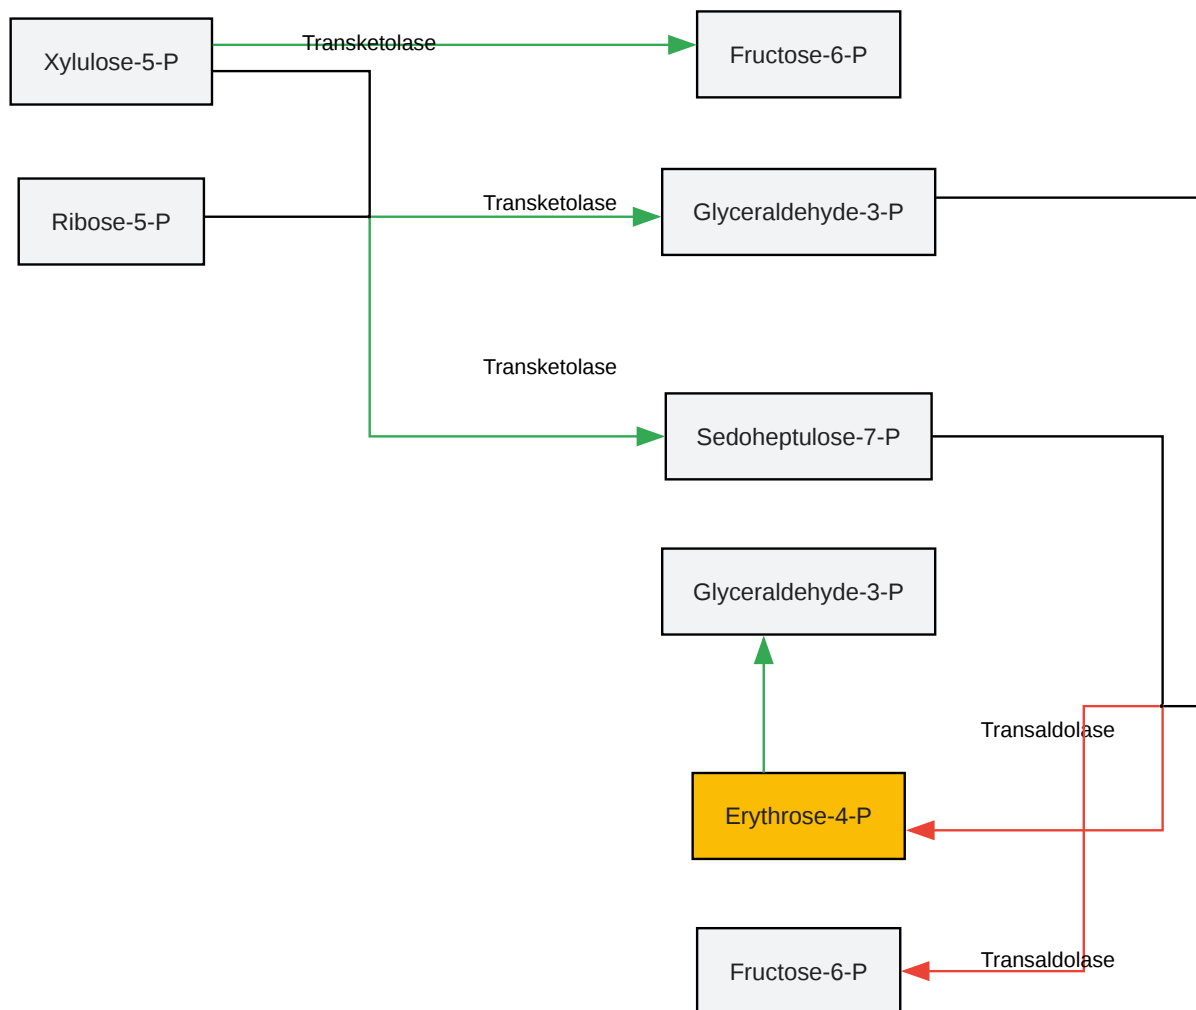 Xylulose-5-P
Transketolase
Fructose-6-P
Ribose-5-P
Transketolase
Glyceraldehyde-3-P
Transketolase
Sedoheptulose-7-P
Glyceraldehyde-3-P
Transaldolase
Erythrose-4-P
Transaldolase
Fructose-6-P